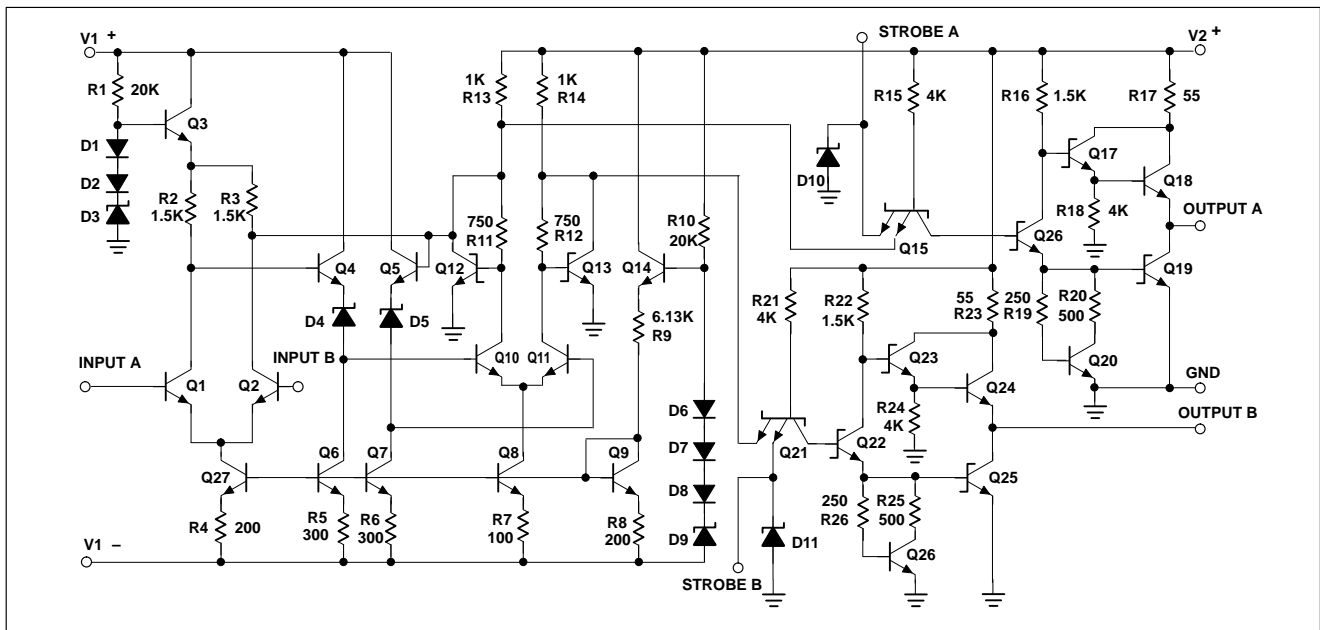 V1 +
STROBE A
V2 +
R1 20K
1K
R13
1K
R14
R15 4K
R16 1.5K
R17 55
Q3
D1
D2
D3
D10
Q17
Q18
R2
1.5K
R3
1.5K
R18 4K
OUTPUT A
750
R11
750
R12
R10
20K
Q15
Q26
Q4
Q5
Q12
Q13
Q14
Q19
D4
D5
6.13K
R9
R21
4K
R22
1.5K
55
R23
250
R19
R20
500
INPUT A
INPUT B
Q1
Q2
Q10
Q11
Q23
Q24
Q20
GND
D6
R24
4K
OUTPUT B
D7
Q27
Q6
Q7
Q8
Q9
Q21
Q22
D8
Q25
R4 200
R5
300
R6
300
R7
100
R8
200
D9
250
R26
R25
500
D11
Q26
V1 –
STROBE B